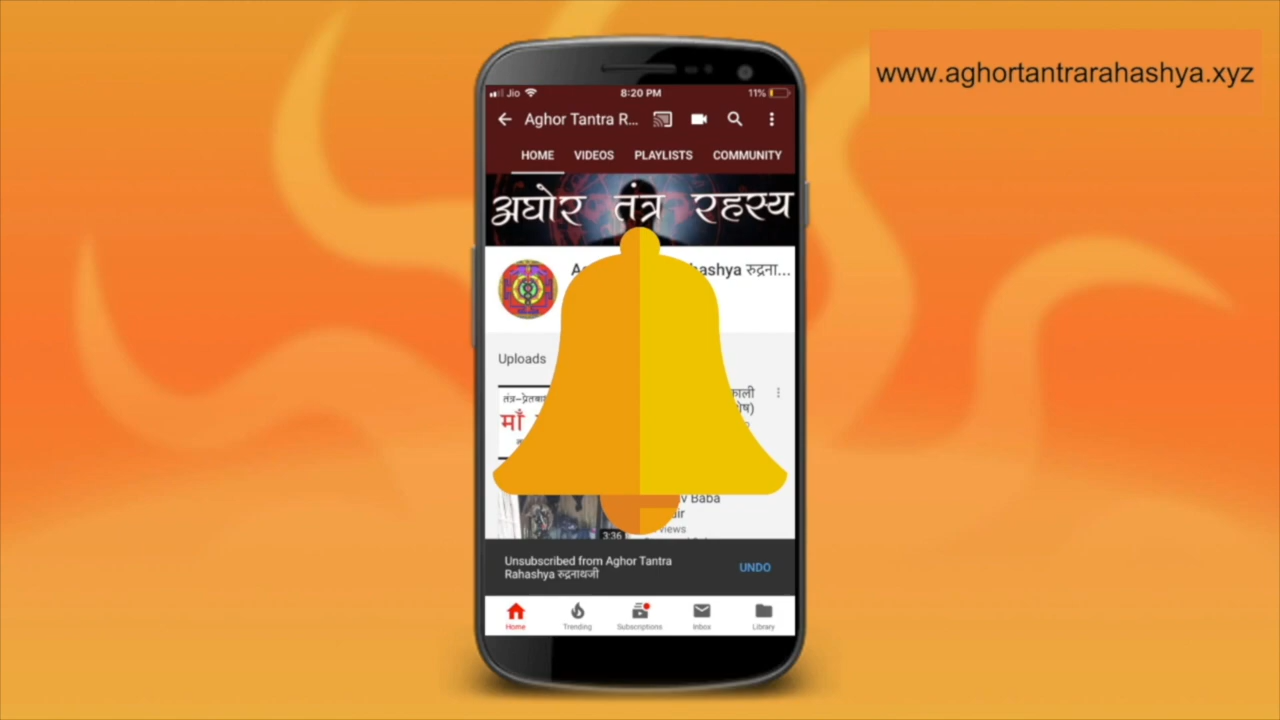 www.aghortantrarahashya.xyz
Jio 8:20 PM 11%
Aghor Tantra R...
HOME VIDEOS PLAYLISTS COMMUNITY
अघोर तंत्र रहस्य
रुद्रना...
Uploads
माँ
Baba
3:36
Unsubscribed from Aghor Tantra
Rahashya रुद्रनाथजी
UNDO
Home Trending Subscriptions Inbox Library